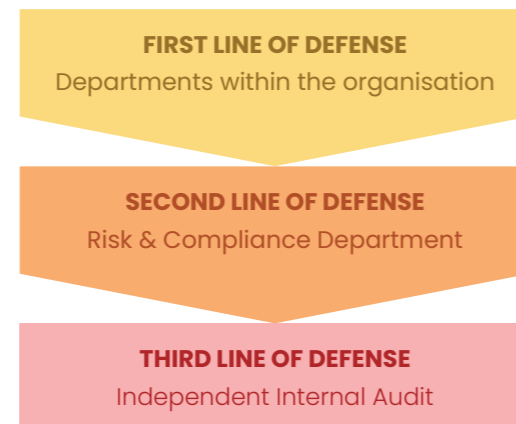 FIRST LINE OF DEFENSE
Departments within the organisation
SECOND LINE OF DEFENSE
Risk & Compliance Department
THIRD LINE OF DEFENSE
Independent Internal Audit